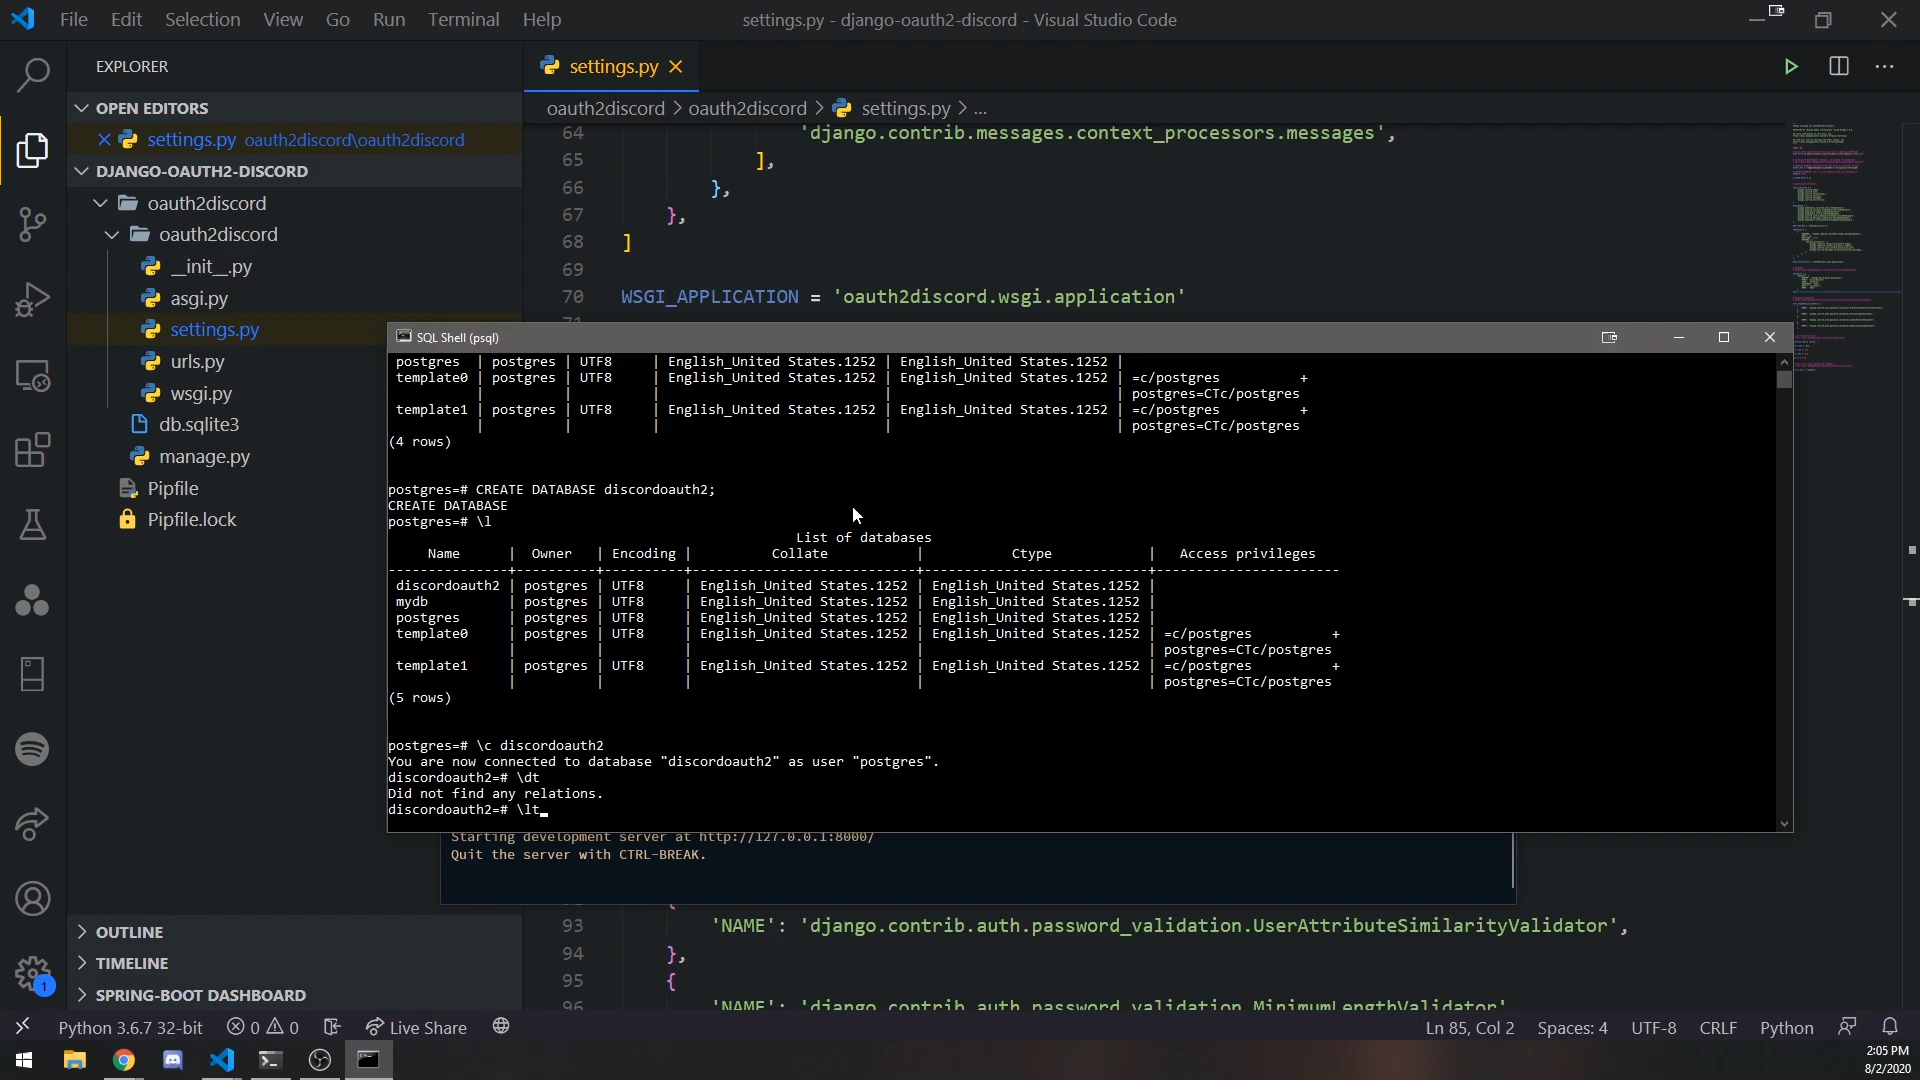 File Edit Selection View Go Run Terminal Help
settings.py - django-oauth2-discord - Visual Studio Code
EXPLORER
settings.py
OPEN EDITORS
oauth2discord > oauth2discord > settings.py > ...
settings.py oauth2discord\oauth2discord
DJANGO-OAUTH2-DISCORD
oauth2discord
oauth2discord
__init__.py
asgi.py
settings.py
urls.py
wsgi.py
db.sqlite3
manage.py
Pipfile
Pipfile.lock
OUTLINE
TIMELINE
SPRING-BOOT DASHBOARD
64 'django.contrib.messages.context_processors.messages',
65 ],
66 },
67 },
68 ]
69
70 WSGI_APPLICATION = 'oauth2discord.wsgi.application'
71
SQL Shell (psql)
postgres | postgres | UTF8 | English_United States.1252 | English_United States.1252 |
template0 | postgres | UTF8 | English_United States.1252 | English_United States.1252 | =c/postgres +
| | | | | postgres=CTc/postgres
template1 | postgres | UTF8 | English_United States.1252 | English_United States.1252 | =c/postgres +
| | | | | postgres=CTc/postgres
(4 rows)
postgres=# CREATE DATABASE discordoauth2;
CREATE DATABASE
postgres=# \l
List of databases
Name | Owner | Encoding | Collate | Ctype | Access privileges
---------------+----------+----------+----------------------------+----------------------------+-----------------------
discordoauth2 | postgres | UTF8 | English_United States.1252 | English_United States.1252 |
mydb | postgres | UTF8 | English_United States.1252 | English_United States.1252 |
postgres | postgres | UTF8 | English_United States.1252 | English_United States.1252 |
template0 | postgres | UTF8 | English_United States.1252 | English_United States.1252 | =c/postgres +
| | | | | postgres=CTc/postgres
template1 | postgres | UTF8 | English_United States.1252 | English_United States.1252 | =c/postgres +
| | | | | postgres=CTc/postgres
(5 rows)
postgres=# \c discordoauth2
You are now connected to database "discordoauth2" as user "postgres".
discordoauth2=# \dt
Did not find any relations.
discordoauth2=# \lt
Starting development server at http://127.0.0.1:8000/
Quit the server with CTRL-BREAK.
{
93 'NAME': 'django.contrib.auth.password_validation.UserAttributeSimilarityValidator',
94 },
95 {
96 'NAME': 'django.contrib.auth.password_validation.MinimumLengthValidator'
1
Python 3.6.7 32-bit 0 0 Live Share Ln 85, Col 2 Spaces: 4 UTF-8 CRLF Python
2:05 PM
8/2/2020